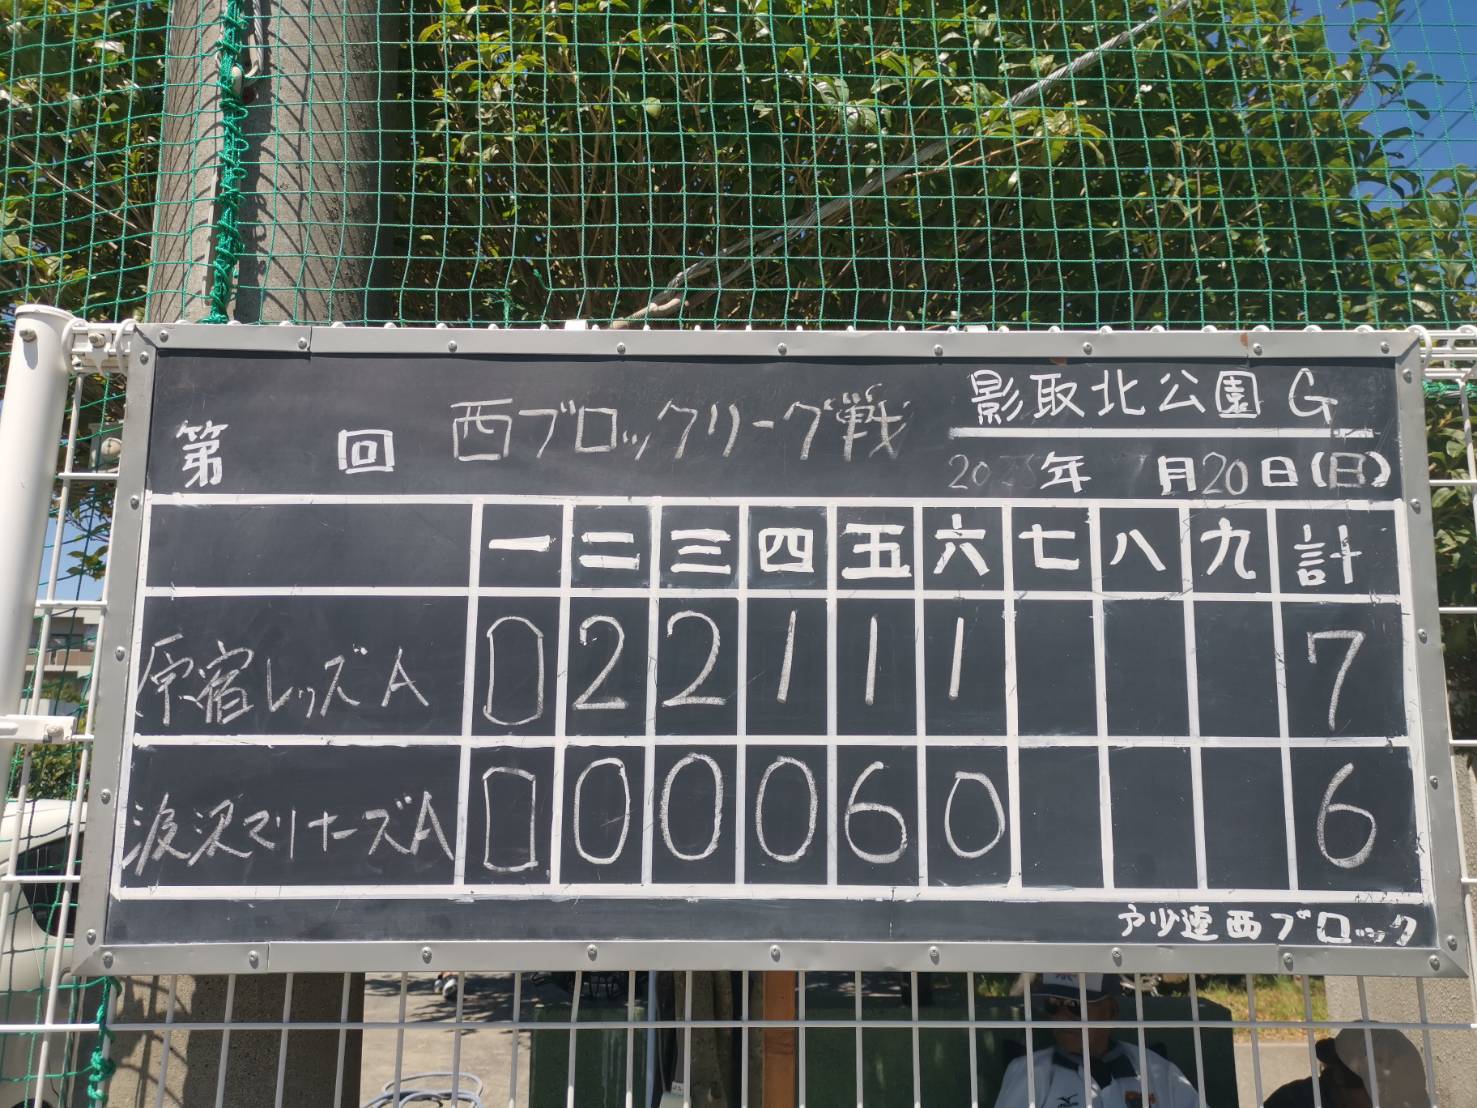 第 回 西ブロックリーグ戦
影取北公園 G
年 月20日(日)
一 二 三 四 五 六 七 八 九 計
原宿レッズA 0 2 2 1 1 1 7
汲沢マリナーズA 0 0 0 0 6 0 6
戸少連西ブロック